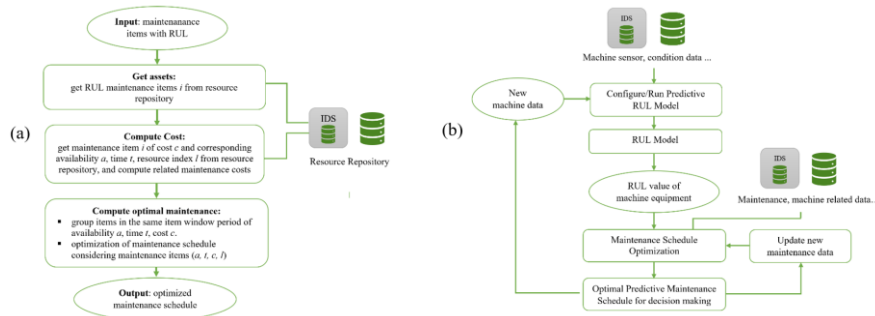 (a)
Input: maintenanance
items with RUL
Get assets:
get RUL maintenance items i from resource
repository
Compute Cost:
get maintenance item i of cost c and corresponding
availability a, time t, resource index l from resource
repository, and compute related maintenance costs
IDS
Resource Repository
Compute optimal maintenance:
▪ group items in the same item window period of
availability a, time t, cost c.
▪ optimization of maintenance schedule
considering maintenance items (a, t, c, l)
Output: optimized
maintenance schedule
(b)
IDS
Machine sensor, condition data ...
New
machine data
Configure/Run Predictive
RUL Model
RUL Model
RUL value of
machine equipment
IDS
Maintenance, machine related data..
Maintenance Schedule
Optimization
Update new
maintenance data
Optimal Predictive Maintenance
Schedule for decision making